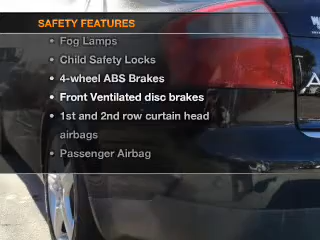 SAFETY FEATURES
• Fog Lamps
• Child Safety Locks
• 4-wheel ABS Brakes
• Front Ventilated disc brakes
• 1st and 2nd row curtain head
airbags
• Passenger Airbag